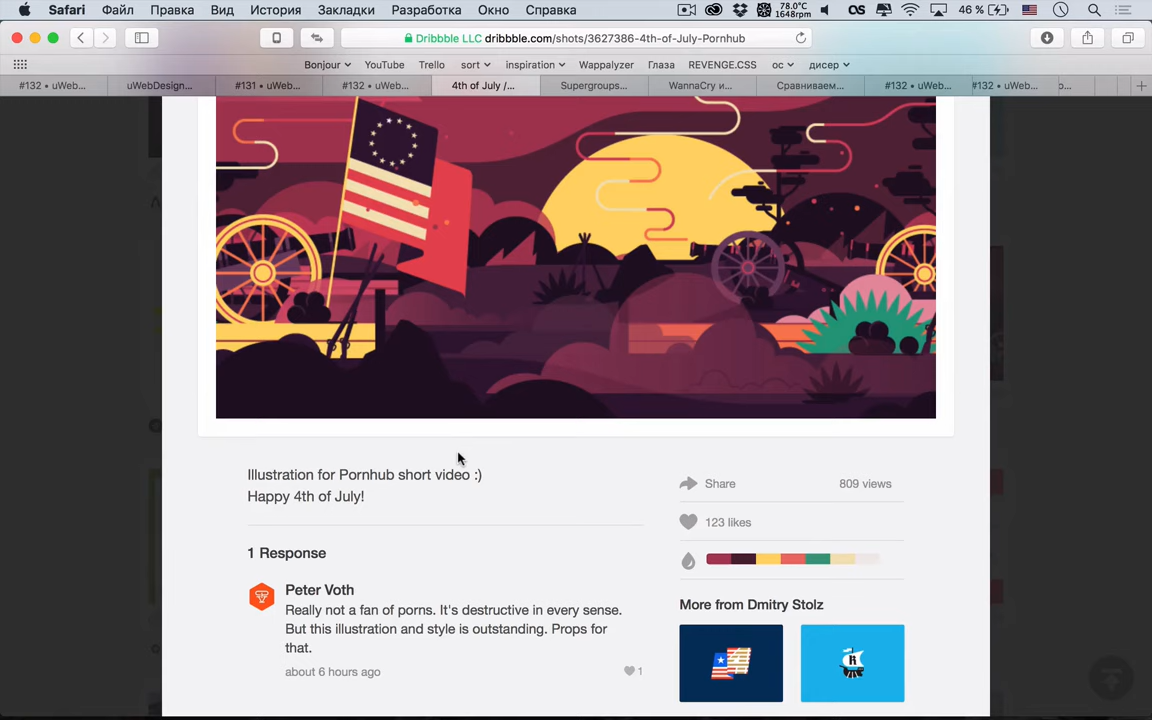 Safari Файл Правка Вид История Закладки Разработка Окно Справка 78.0°C 1648rpm OS 46 %
Dribbble LLC dribbble.com/shots/3627386-4th-of-July-Pornhub
Bonjour YouTube Trello sort inspiration Wappalyzer Глаза REVENGE.CSS ос дисер
#132 • uWeb... uWebDesign... #131 • uWeb... #132 • uWeb... 4th of July /... Supergroups... WannaCry и... Сравниваем... #132 • uWeb... #132 • uWeb...
Illustration for Pornhub short video :)
Happy 4th of July!
Share 809 views
123 likes
1 Response
Peter Voth
Really not a fan of porns. It's destructive in every sense.
But this illustration and style is outstanding. Props for
that.
about 6 hours ago 1
More from Dmitry Stolz
R